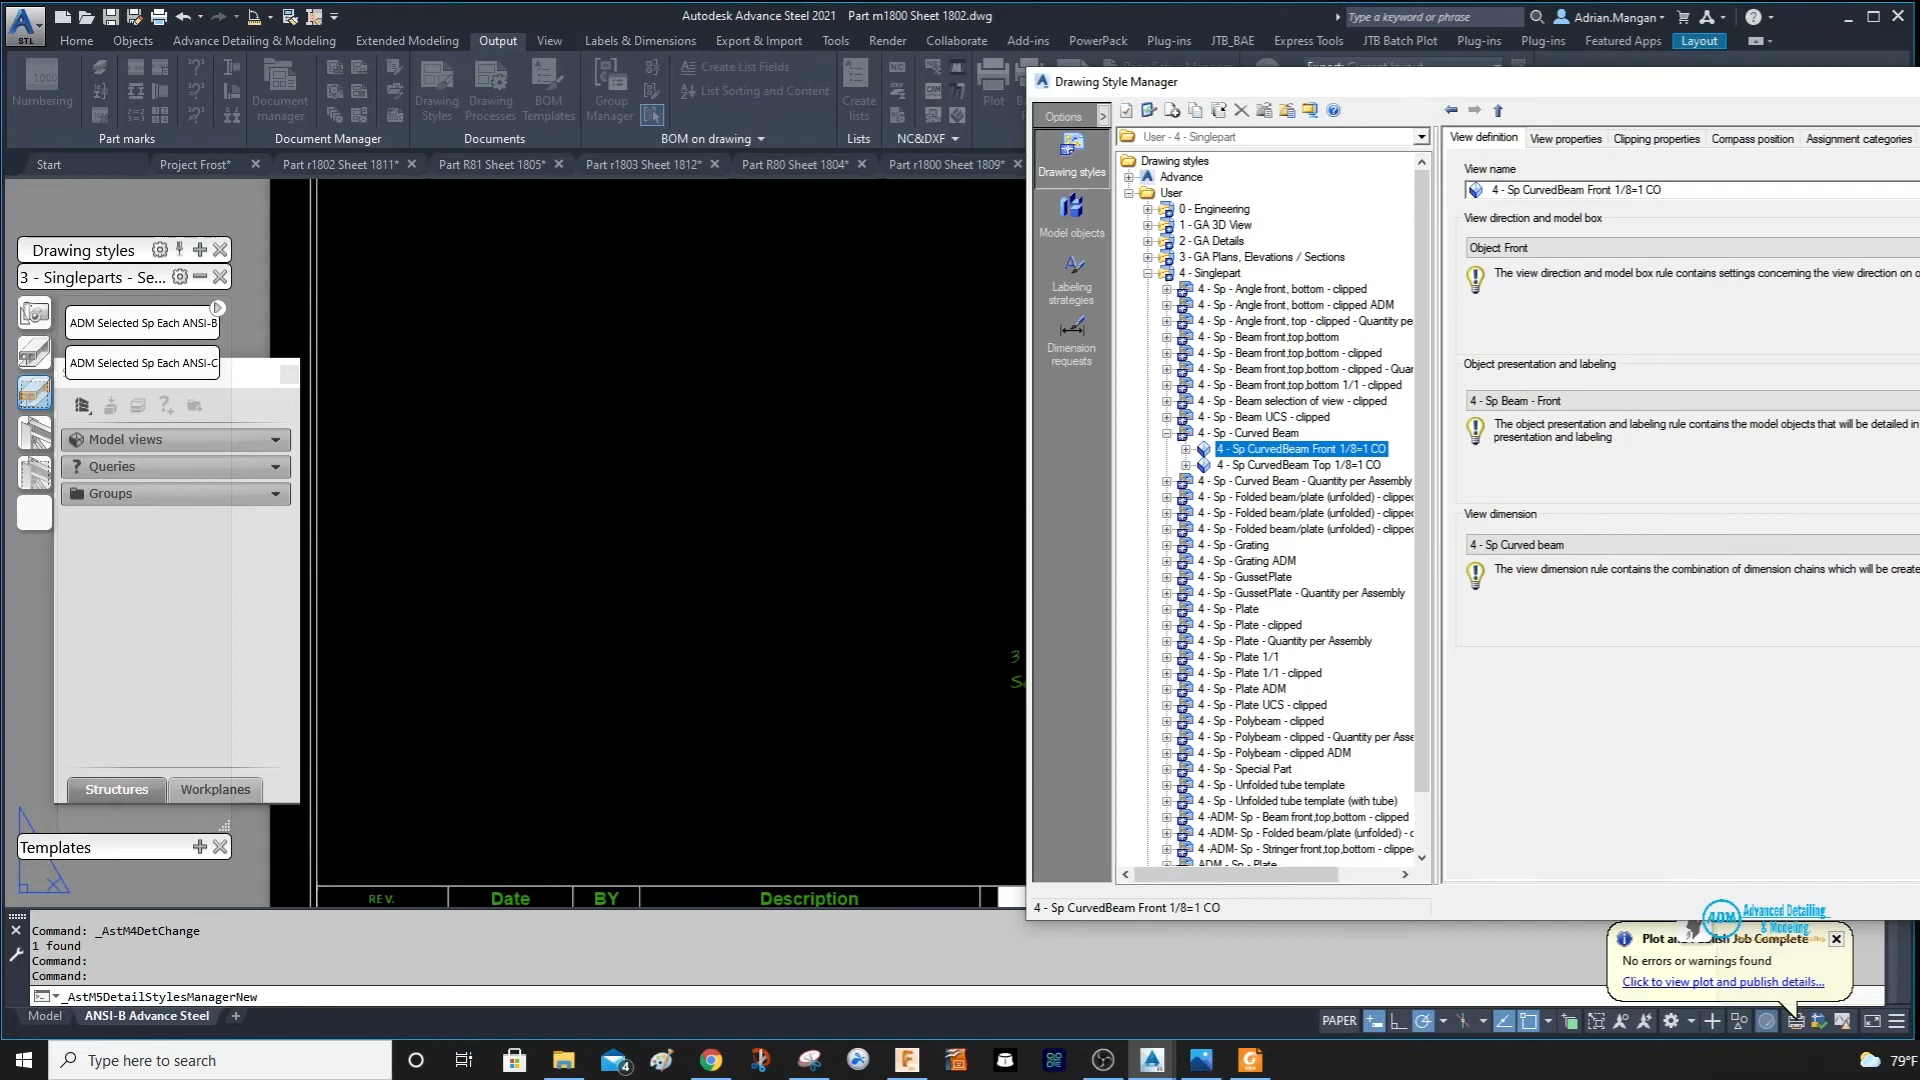 Autodesk Advance Steel 2021 Part m1800 Sheet 1802.dwg
Type a keyword or phrase
Adrian.Mangan
STL
Home Objects Advance Detailing & Modeling Extended Modeling Output View Labels & Dimensions Export & Import Tools Render Collaborate Add-ins PowerPack Plug-ins JTB_BAE Express Tools JTB Batch Plot Plug-ins Plug-ins Featured Apps Layout
Numbering
Document manager
Drawing Styles
Drawing Processes
BOM Templates
Group Manager
Create List Fields
List Sorting and Content
Create lists
Plot
Part marks
Document Manager
Documents
BOM on drawing
Lists
NC&DXF
Start
Project Frost*
Part r1802 Sheet 1811*
Part R81 Sheet 1805*
Part r1803 Sheet 1812*
Part R80 Sheet 1804*
Part r1800 Sheet 1809*
Drawing styles
3 - Singleparts - Se...
ADM Selected Sp Each ANSI-B
ADM Selected Sp Each ANSI-C
Model views
Queries
Groups
Structures
Workplanes
Templates
REV.
Date
BY
Description
Drawing Style Manager
Options
Drawing styles
Model objects
Labeling strategies
Dimension requests
User - 4 - Singlepart
Drawing styles
Advance
User
0 - Engineering
1 - GA 3D View
2 - GA Details
3 - GA Plans, Elevations / Sections
4 - Singlepart
4 - Sp - Angle front, bottom - clipped
4 - Sp - Angle front, bottom - clipped ADM
4 - Sp - Angle front, top - clipped - Quantity pe
4 - Sp - Beam front,top,bottom
4 - Sp - Beam front,top,bottom - clipped
4 - Sp - Beam front,top,bottom - clipped - Quar
4 - Sp - Beam front,top,bottom 1/1 - clipped
4 - Sp - Beam selection of view - clipped
4 - Sp - Beam UCS - clipped
4 - Sp - Curved Beam
4 - Sp CurvedBeam Front 1/8=1 CO
4 - Sp CurvedBeam Top 1/8=1 CO
4 - Sp - Curved Beam - Quantity per Assembly
4 - Sp - Folded beam/plate (unfolded) - clipped
4 - Sp - Folded beam/plate (unfolded) - clipped
4 - Sp - Folded beam/plate (unfolded) - clipped
4 - Sp - Grating
4 - Sp - Grating ADM
4 - Sp - GussetPlate
4 - Sp - GussetPlate - Quantity per Assembly
4 - Sp - Plate
4 - Sp - Plate - clipped
4 - Sp - Plate - Quantity per Assembly
4 - Sp - Plate 1/1
4 - Sp - Plate 1/1 - clipped
4 - Sp - Plate ADM
4 - Sp - Plate UCS - clipped
4 - Sp - Polybeam - clipped
4 - Sp - Polybeam - clipped - Quantity per Asse
4 - Sp - Polybeam - clipped ADM
4 - Sp - Special Part
4 - Sp - Unfolded tube template
4 - Sp - Unfolded tube template (with tube)
4 -ADM- Sp - Beam front,top,bottom - clipped
4 -ADM- Sp - Folded beam/plate (unfolded) - c
4 -ADM- Sp - Stringer front,top,bottom - clippe
ADM - Sp - Plate
4 - Sp CurvedBeam Front 1/8=1 CO
View definition View properties Clipping properties Compass position Assignment categories
View name
4 - Sp CurvedBeam Front 1/8=1 CO
View direction and model box
Object Front
The view direction and model box rule contains settings concerning the view direction on o
Object presentation and labeling
4 - Sp Beam - Front
The object presentation and labeling rule contains the model objects that will be detailed in
presentation and labeling
View dimension
4 - Sp Curved beam
The view dimension rule contains the combination of dimension chains which will be create
ADM Advanced Detailing
& Modeling.
Plot and Publish Job Complete
No errors or warnings found
Click to view plot and publish details...
Command: _AstM4DetChange
1 found
Command:
Command:
_AstM5DetailStylesManagerNew
Model ANSI-B Advance Steel
PAPER
Type here to search
79°F